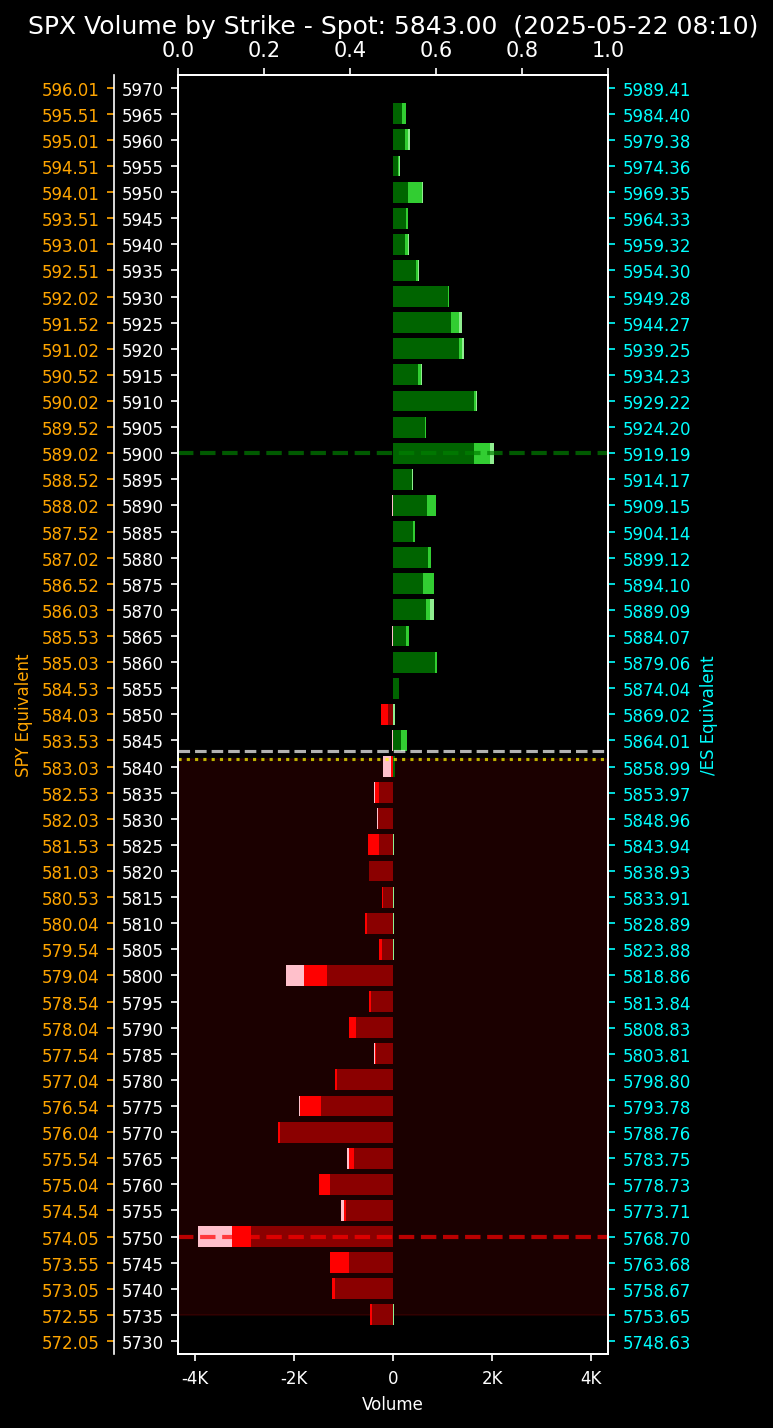 SPX Volume by Strike - Spot: 5843.00  (2025-05-22 08:10)
0.0 0.2 0.4 0.6 0.8 1.0
596.01 5970 5989.41
595.51 5965 5984.40
595.01 5960 5979.38
594.51 5955 5974.36
594.01 5950 5969.35
593.51 5945 5964.33
593.01 5940 5959.32
592.51 5935 5954.30
592.02 5930 5949.28
591.52 5925 5944.27
591.02 5920 5939.25
590.52 5915 5934.23
590.02 5910 5929.22
589.52 5905 5924.20
589.02 5900 5919.19
588.52 5895 5914.17
588.02 5890 5909.15
587.52 5885 5904.14
587.02 5880 5899.12
586.52 5875 5894.10
586.03 5870 5889.09
585.53 5865 5884.07
585.03 5860 5879.06
584.53 5855 5874.04
584.03 5850 5869.02
583.53 5845 5864.01
583.03 5840 5858.99
582.53 5835 5853.97
582.03 5830 5848.96
581.53 5825 5843.94
581.03 5820 5838.93
580.53 5815 5833.91
580.04 5810 5828.89
579.54 5805 5823.88
579.04 5800 5818.86
578.54 5795 5813.84
578.04 5790 5808.83
577.54 5785 5803.81
577.04 5780 5798.80
576.54 5775 5793.78
576.04 5770 5788.76
575.54 5765 5783.75
575.04 5760 5778.73
574.54 5755 5773.71
574.05 5750 5768.70
573.55 5745 5763.68
573.05 5740 5758.67
572.55 5735 5753.65
572.05 5730 5748.63
SPY Equivalent
/ES Equivalent
-4K -2K 0 2K 4K
Volume